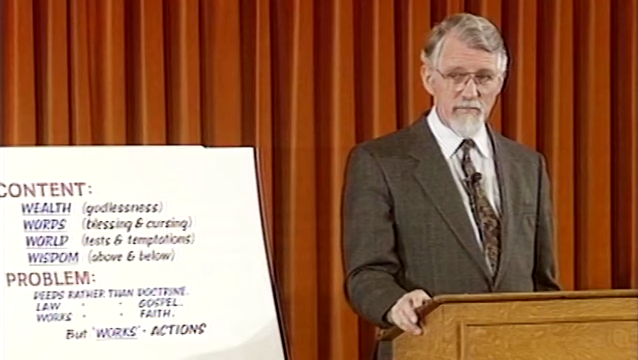 CONTENT:
WEALTH (godlessness)
WORDS (blessing & cursing)
WORLD (tests & temptations)
WISDOM (above & below)
PROBLEM:
DEEDS RATHER THAN DOCTRINE.
LAW " " GOSPEL.
WORKS " " FAITH.
But 'WORKS' = ACTIONS